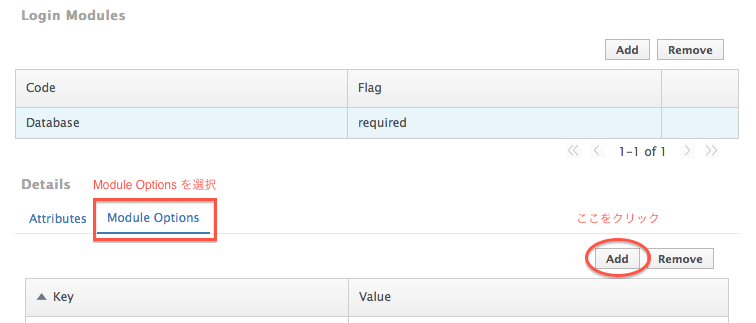 Login Modules
Add Remove
Code Flag
Database required
1-1 of 1
Details Module Options を選択
Attributes Module Options ここをクリック
Add Remove
Key Value